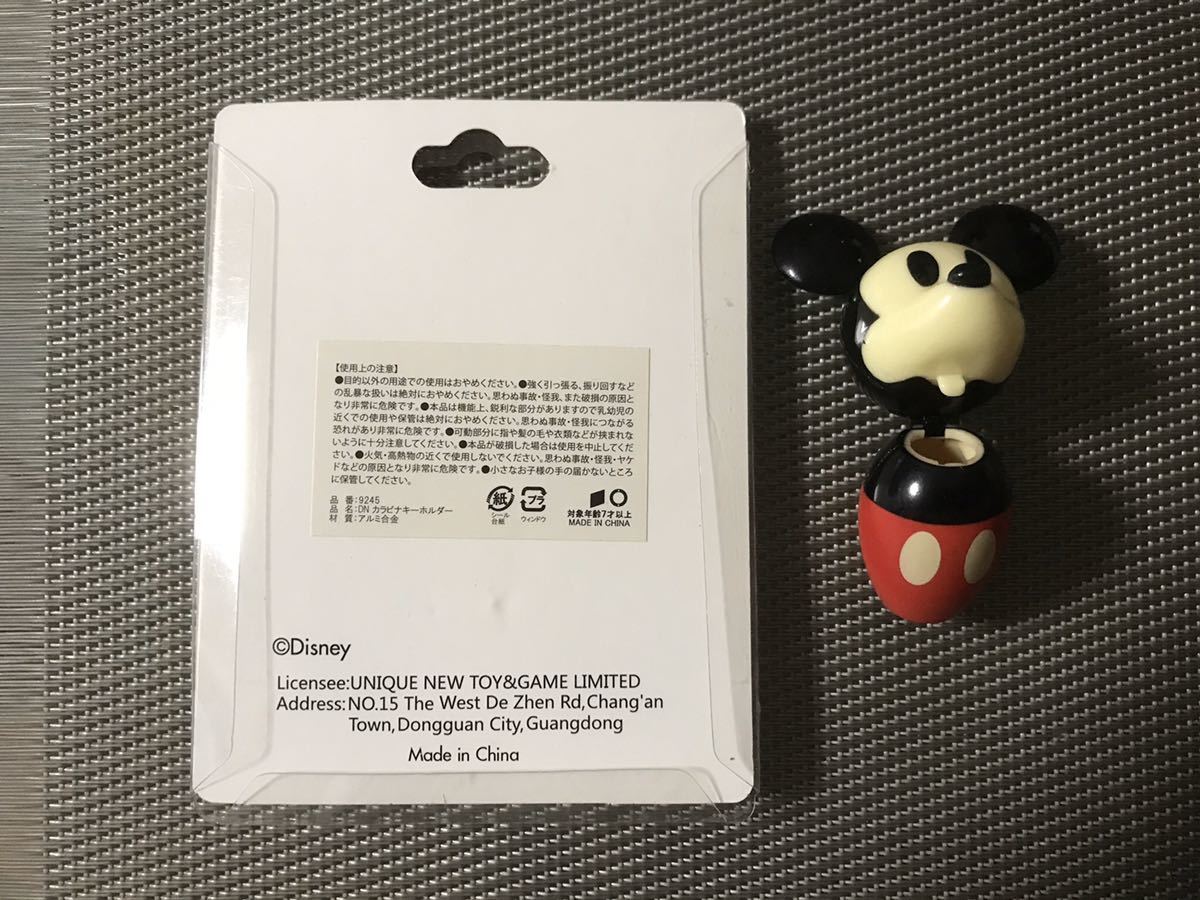 【使用上の注意】
●目的以外の用途での使用はおやめください。●強く引っ張る、振り回すなど
の乱暴な扱いは絶対におやめください。思わぬ事故・怪我、また破損の原因と
なり非常に危険です。●本品は機能上、鋭利な部分がありますので乳幼児の
近くでの使用や保管は絶対におやめください。思わぬ事故・怪我につながる
恐れがあり非常に危険です。●可動部分に指や髪の毛や衣類などが挟まれな
いように十分注意してください。●本品が破損した場合は使用を中止してくだ
さい。●火気・高熱物の近くで使用しないでください。思わぬ事故・怪我・ヤケ
ドなどの原因となり非常に危険です。●小さなお子様の手の届かないところ
に保管してください。
品 番:9245
品 名:DN カラビナキーホルダー
材 質:アルミ合金
紙
シール
台紙
プラ
ウィンドウ
対象年齢7才以上
MADE IN CHINA
©Disney
Licensee:UNIQUE NEW TOY&GAME LIMITED
Address:NO.15 The West De Zhen Rd,Chang'an
Town,Dongguan City,Guangdong
Made in China